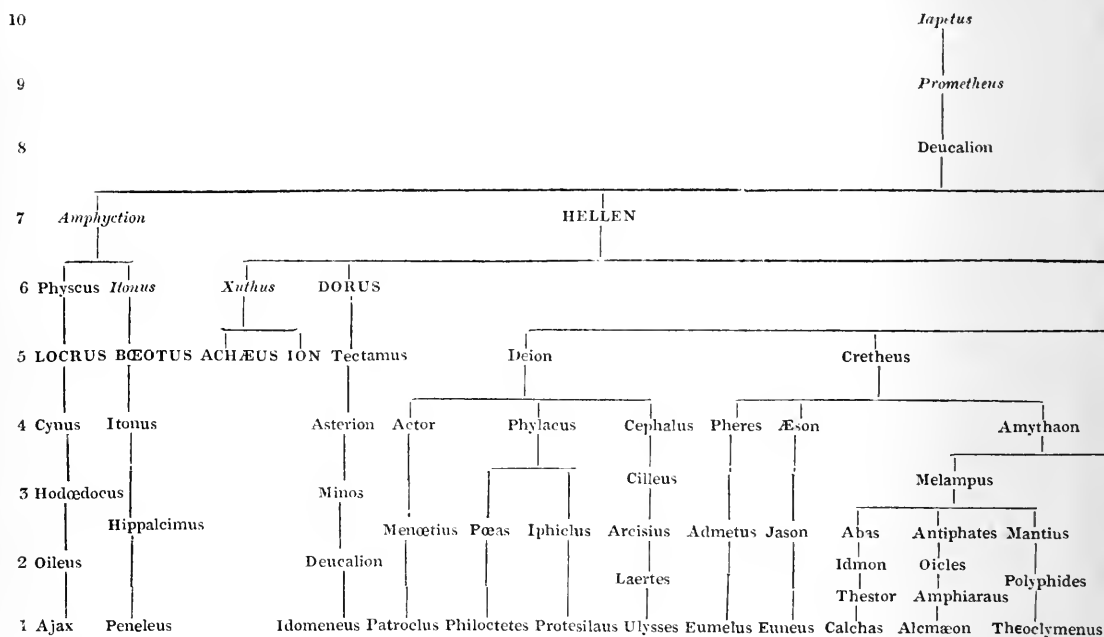 10 Iapetus
9 Prometheus
8 Deucalion
7 Amphyction HELLEN
6 Physcus Itonus Xuthus DORUS
5 LOCRUS BŒOTUS ACHÆUS ION Tectamus Deion Cretheus
4 Cynus Itonus Asterion Actor Phylacus Cephalus Pheres Æson Amythaon
Cilleus Melampus
3 Hodœdocus Minos
Hippalcimus Menœtius Pœas Iphiclus Arcisius Admetus Jason Abas Antiphates Mantius
2 Oileus Deucalion Idmon Oicles
Laertes Polyphides
Thestor Amphiaraus
1 Ajax Peneleus Idomeneus Patroclus Philoctetes Protesilaus Ulysses Eumelus Euneus Calchas Alcmæon Theoclymenus